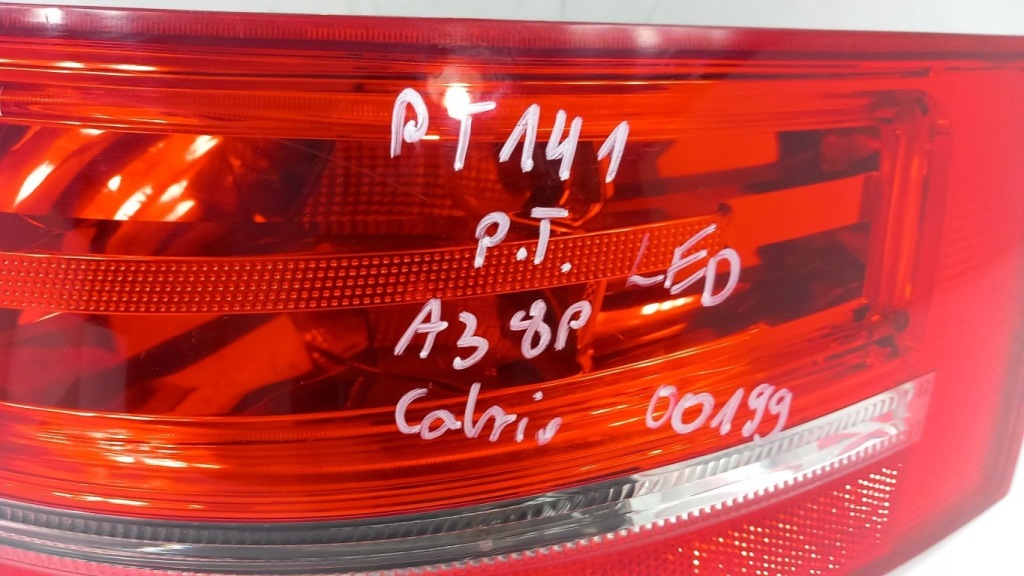 RT141
P.T.
LED
A3 8P
Cabrio 00199